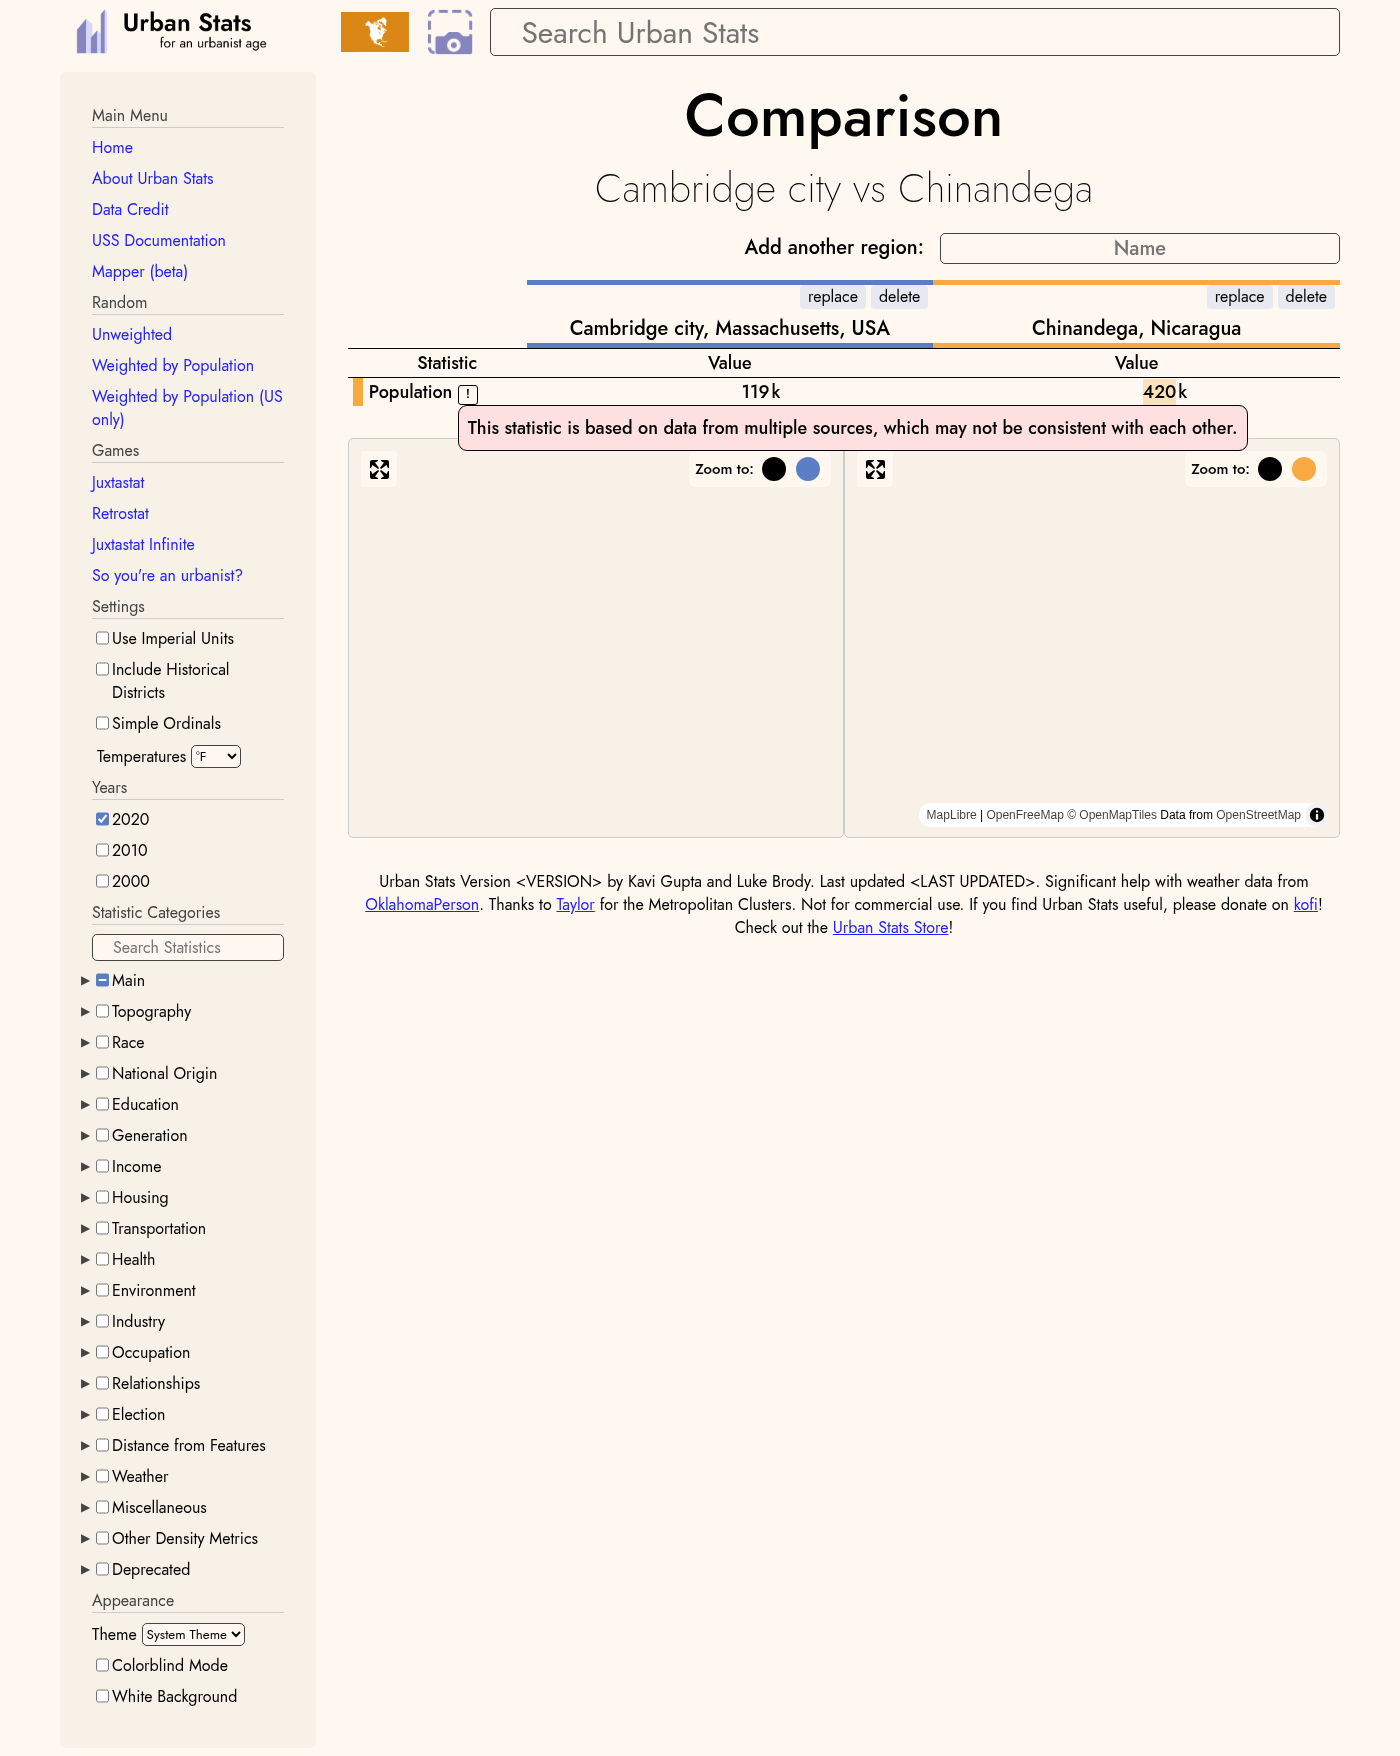 Urban Stats
for an urbanist age
Search Urban Stats
Main Menu
Home
About Urban Stats
Data Credit
USS Documentation
Mapper (beta)
Random
Unweighted
Weighted by Population
Weighted by Population (US
only)
Games
Juxtastat
Retrostat
Juxtastat Infinite
So you're an urbanist?
Settings
Use Imperial Units
Include Historical
Districts
Simple Ordinals
Temperatures °F
Years
2020
2010
2000
Statistic Categories
Search Statistics
Main
Topography
Race
National Origin
Education
Generation
Income
Housing
Transportation
Health
Environment
Industry
Occupation
Relationships
Election
Distance from Features
Weather
Miscellaneous
Other Density Metrics
Deprecated
Appearance
Theme System Theme
Colorblind Mode
White Background
Comparison
Cambridge city vs Chinandega
Add another region: Name
replace delete replace delete
Cambridge city, Massachusetts, USA Chinandega, Nicaragua
Statistic Value Value
Population ! 119k 420k
This statistic is based on data from multiple sources, which may not be consistent with each other.
Zoom to: Zoom to:
MapLibre | OpenFreeMap © OpenMapTiles Data from OpenStreetMap
Urban Stats Version <VERSION> by Kavi Gupta and Luke Brody. Last updated <LAST UPDATED>. Significant help with weather data from
OklahomaPerson. Thanks to Taylor for the Metropolitan Clusters. Not for commercial use. If you find Urban Stats useful, please donate on kofi!
Check out the Urban Stats Store!